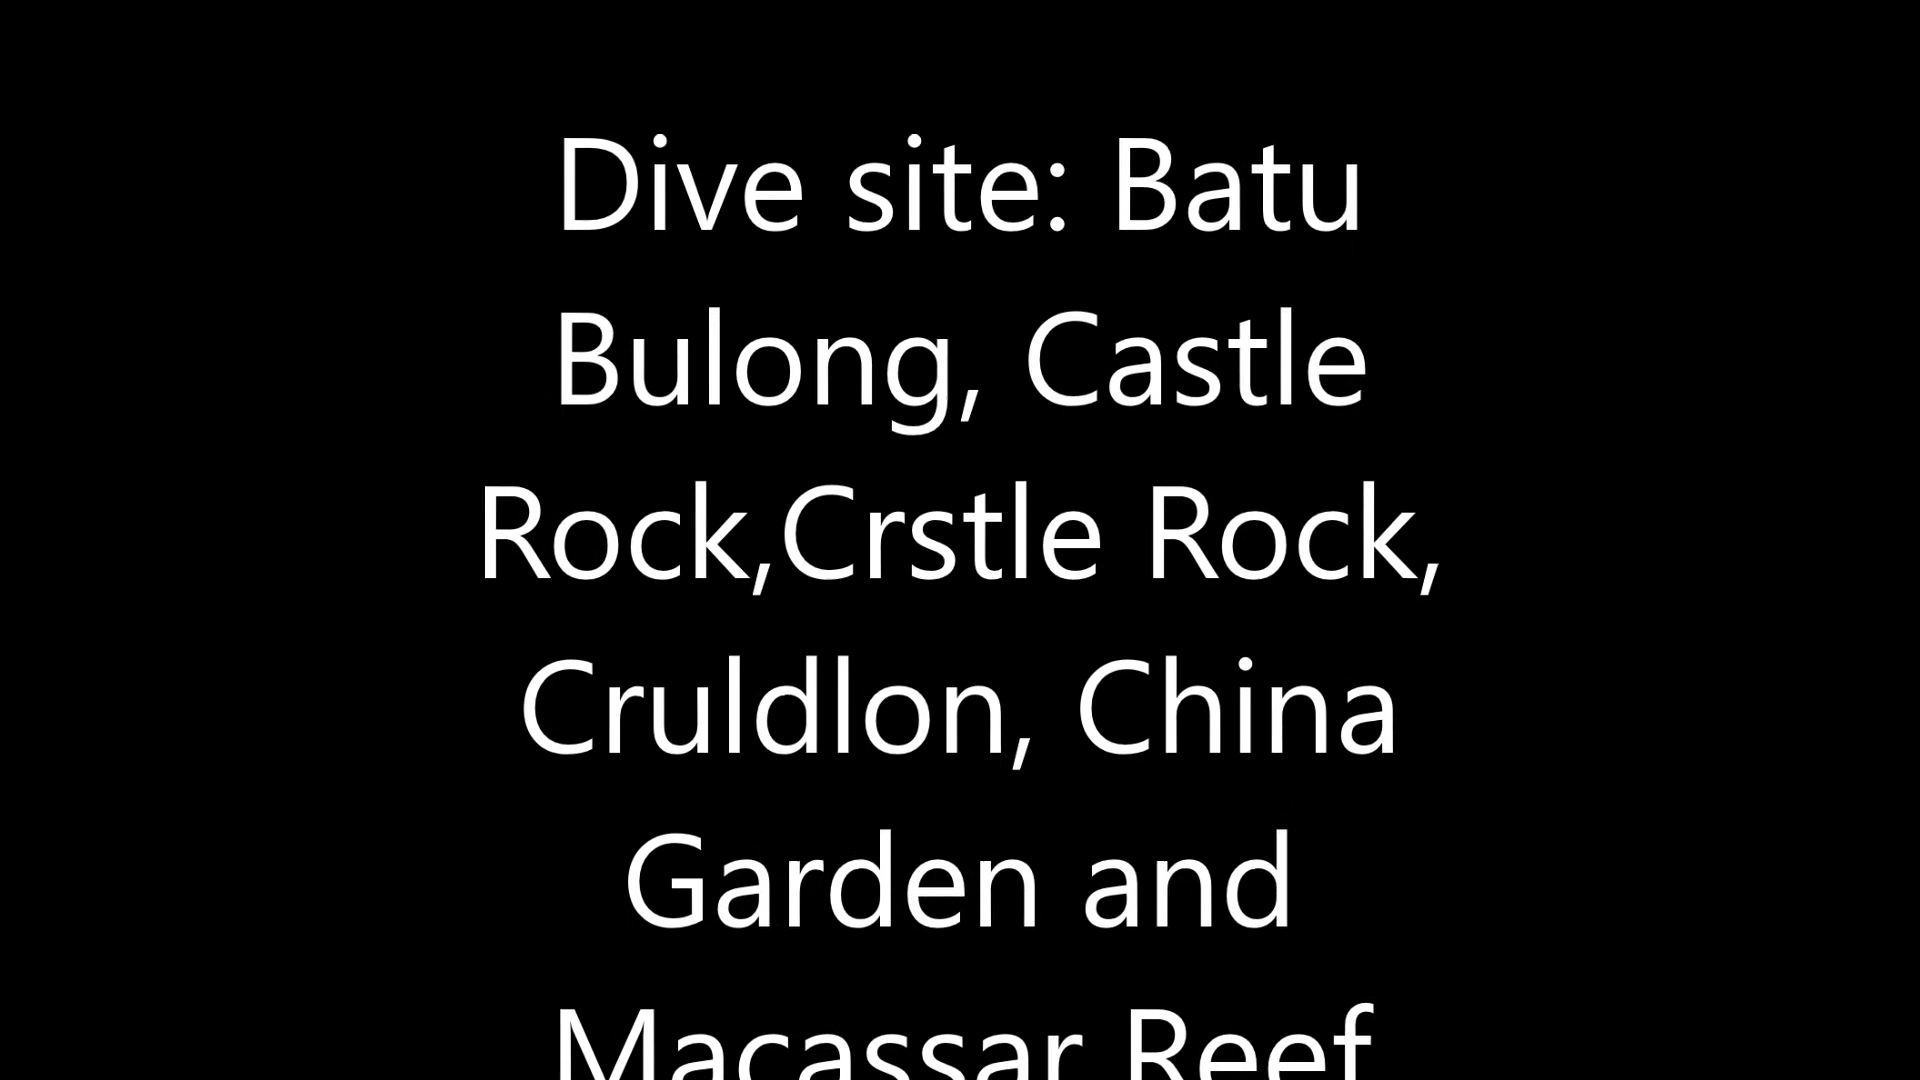 Dive site: Batu
Bulong, Castle
Rock,Crstle Rock,
Cruldlon, China
Garden and
Macassar Reef